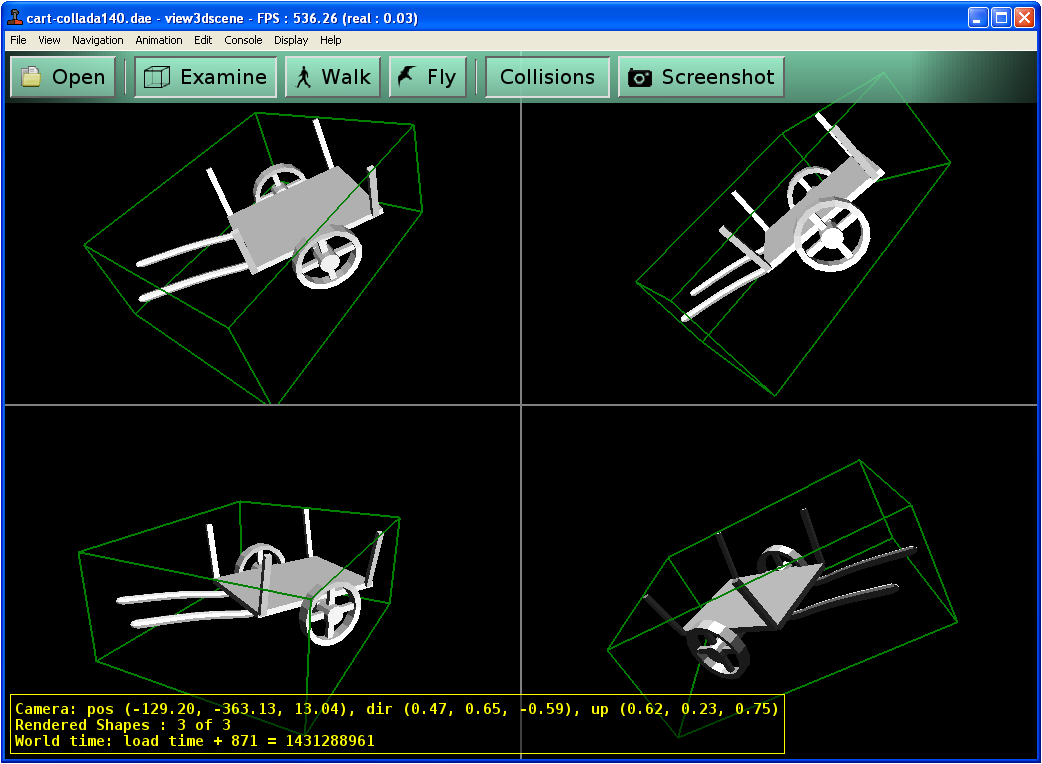 cart-collada140.dae - view3dscene - FPS : 536.26 (real : 0.03)
File View Navigation Animation Edit Console Display Help
Open Examine Walk Fly Collisions Screenshot
Camera: pos (-129.20, -363.13, 13.04), dir (0.47, 0.65, -0.59), up (0.62, 0.23, 0.75)
Rendered Shapes : 3 of 3
World time: load time + 871 = 1431288961